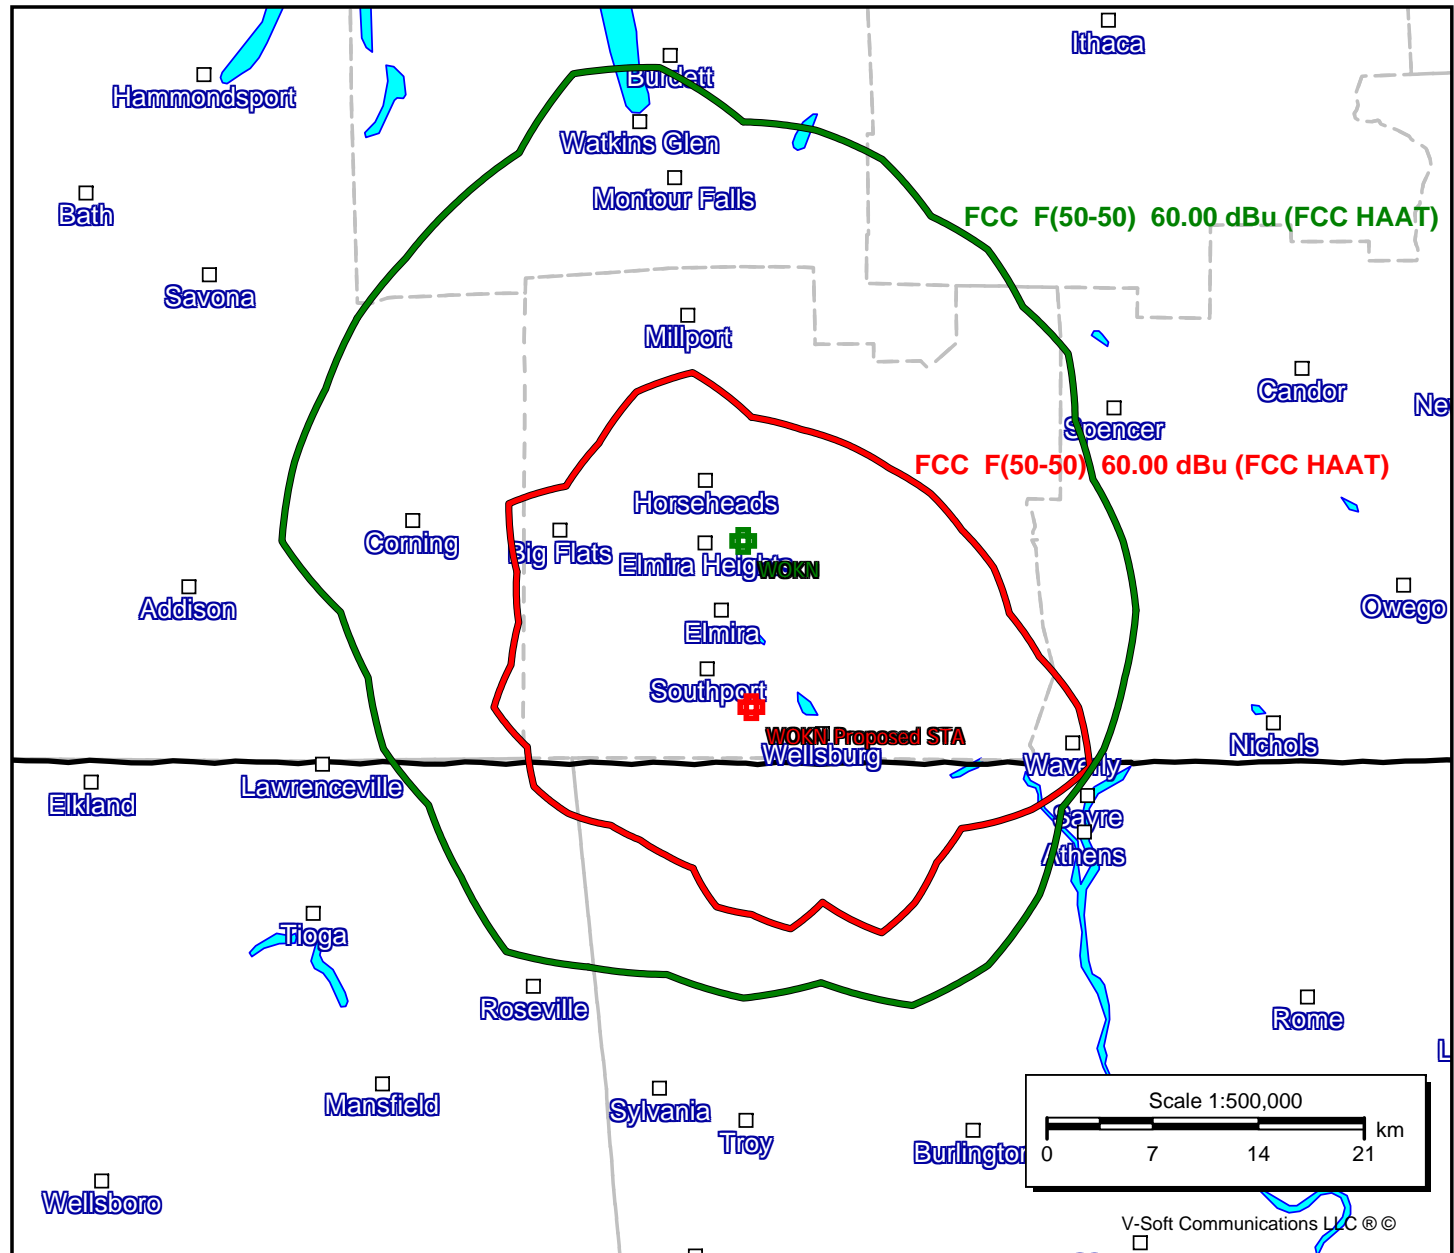 Ithaca
Burdett
Hammondsport
Watkins Glen
Montour Falls
Bath
FCC F(50-50) 60.00 dBu (FCC HAAT)
Savona
Millport
Candor
Spencer
FCC F(50-50) 60.00 dBu (FCC HAAT)
Horseheads
Corning
Big Flats
Elmira Heights
WOKN
Addison
Owego
Elmira
Southport
WOKN Proposed STA
Nichols
Wellsburg
Waverly
Lawrenceville
Elkland
Sayre
Athens
Tioga
Roseville
Rome
Mansfield
Sylvania
Troy
Burlington
Scale 1:500,000
km
0 7 14 21
Wellsboro
V-Soft Communications LLC ® ©